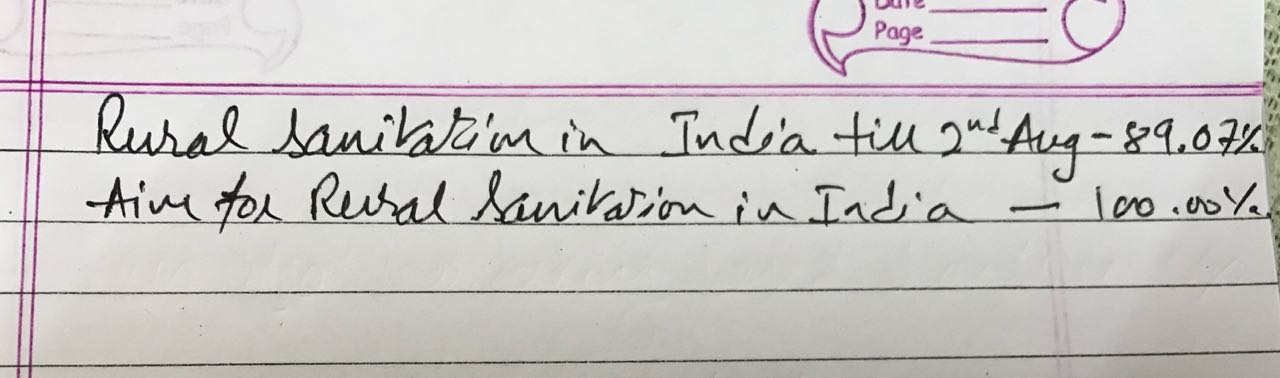 Date
Page
Rural Sanitation in India till 2nd Aug - 89.07%
Aim for Rural Sanitation in India - 100.00%